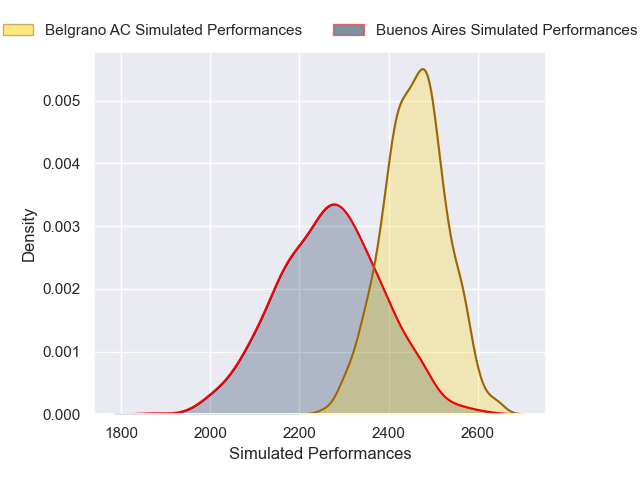 Belgrano AC Simulated Performances
Buenos Aires Simulated Performances
Density
0.005
0.004
0.003
0.002
0.001
0.000
1800
2000
2200
2400
2600
Simulated Performances